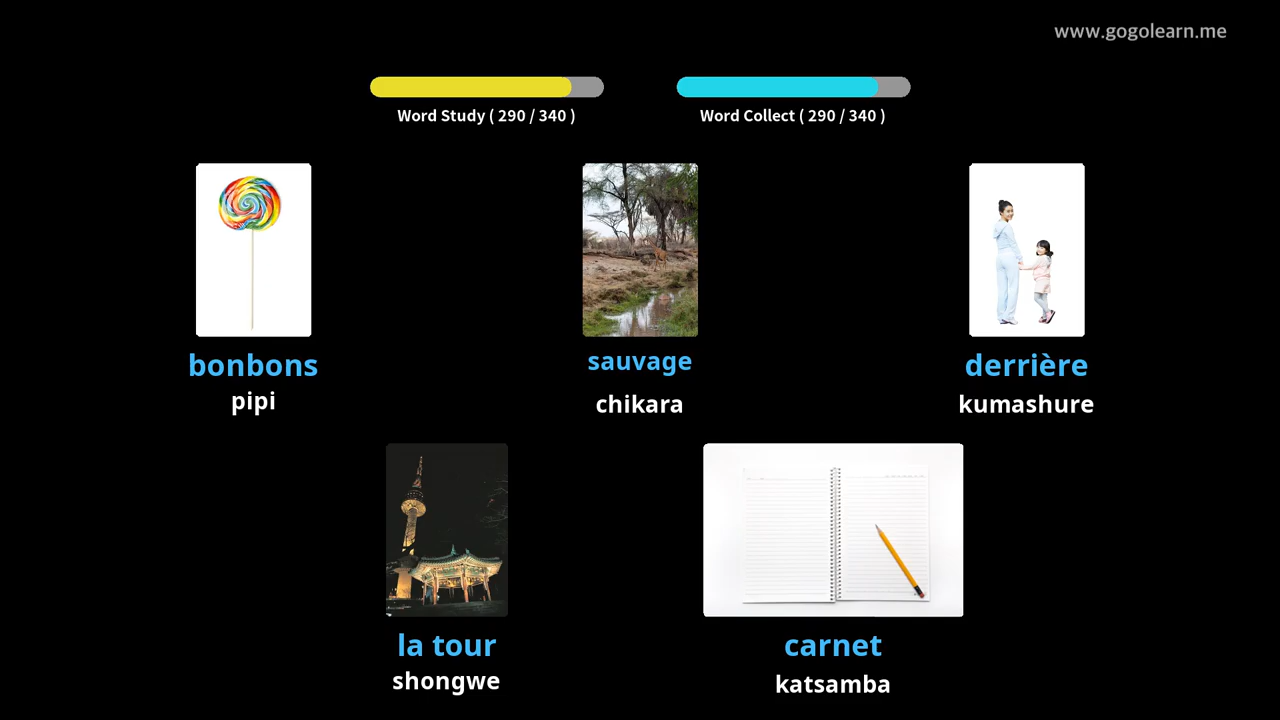 www.gogolearn.me
Word Study ( 290 / 340 )
Word Collect ( 290 / 340 )
bonbons
pipi
sauvage
chikara
derrière
kumashure
la tour
shongwe
carnet
katsamba